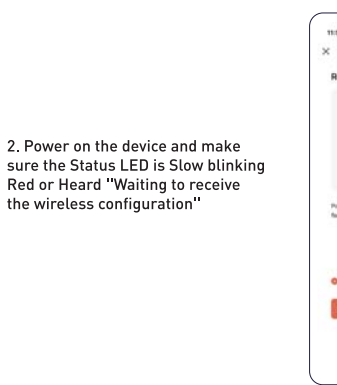 2. Power on the device and make
sure the Status LED is Slow blinking
Red or Heard "Waiting to receive
the wireless configuration"